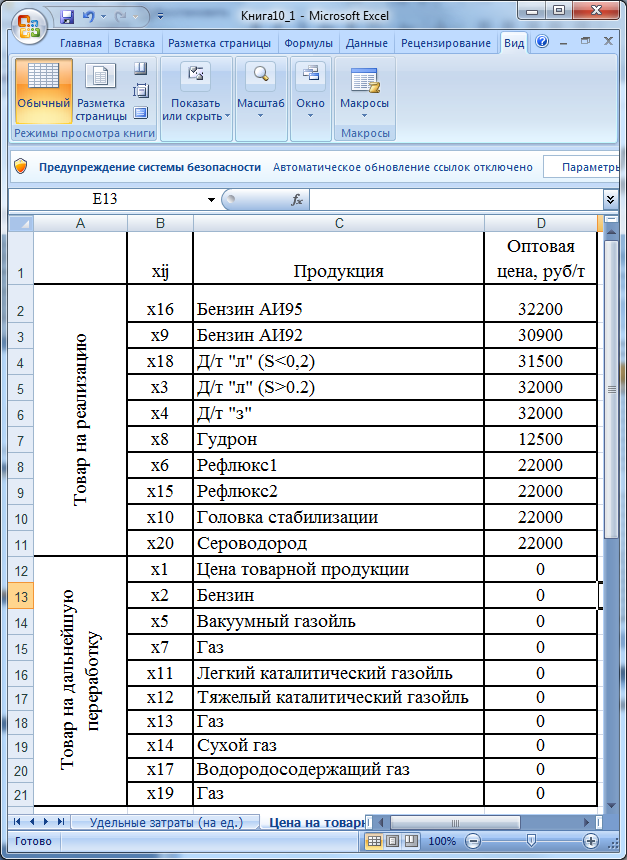 Книга10_1 - Microsoft Excel
Главная Вставка Разметка страницы Формулы Данные Рецензирование Вид
Обычный Разметка страницы
Режимы просмотра книги
Показать или скрыть
Масштаб
Окно
Макросы
Макросы
Предупреждение системы безопасности Автоматическое обновление ссылок отключено Параметры
E13 fx
A B C D
1 xij Продукция Оптовая цена, руб/т
Товар на реализацию
2 x16 Бензин АИ95 32200
3 x9 Бензин АИ92 30900
4 x18 Д/т "л" (S<0,2) 31500
5 x3 Д/т "л" (S>0.2) 32000
6 x4 Д/т "з" 32000
7 x8 Гудрон 12500
8 x6 Рефлюкс1 22000
9 x15 Рефлюкс2 22000
10 x10 Головка стабилизации 22000
11 x20 Сероводород 22000
Товар на дальнейшую переработку
12 x1 Цена товарной продукции 0
13 x2 Бензин 0
14 x5 Вакуумный газойль 0
15 x7 Газ 0
16 x11 Легкий каталитический газойль 0
17 x12 Тяжелый каталитический газойль 0
18 x13 Газ 0
19 x14 Сухой газ 0
20 x17 Водородосодержащий газ 0
21 x19 Газ 0
Удельные затраты (на ед.) Цена на товарн
Готово 100%